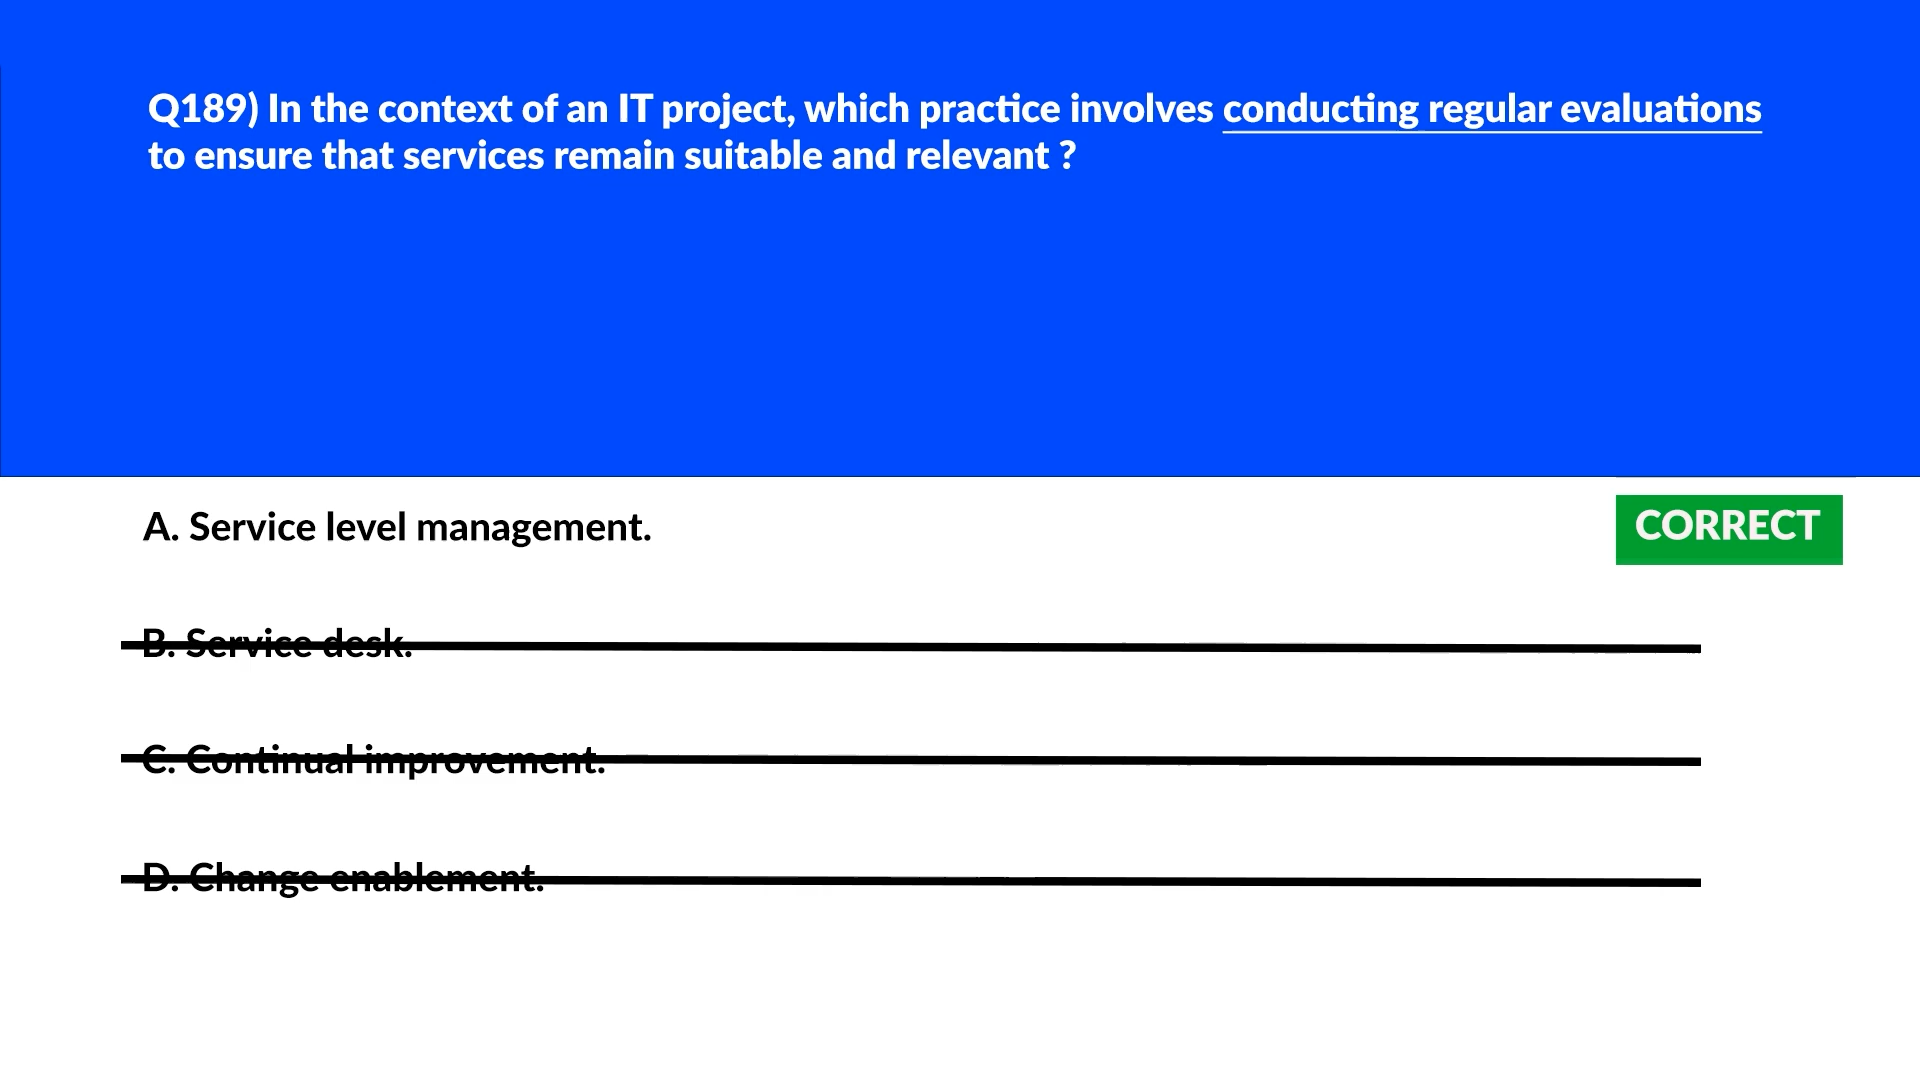 Q189) In the context of an IT project, which practice involves conducting regular evaluations
to ensure that services remain suitable and relevant ?
A. Service level management.
CORRECT
B. Service desk.
C. Continual improvement.
D. Change enablement.